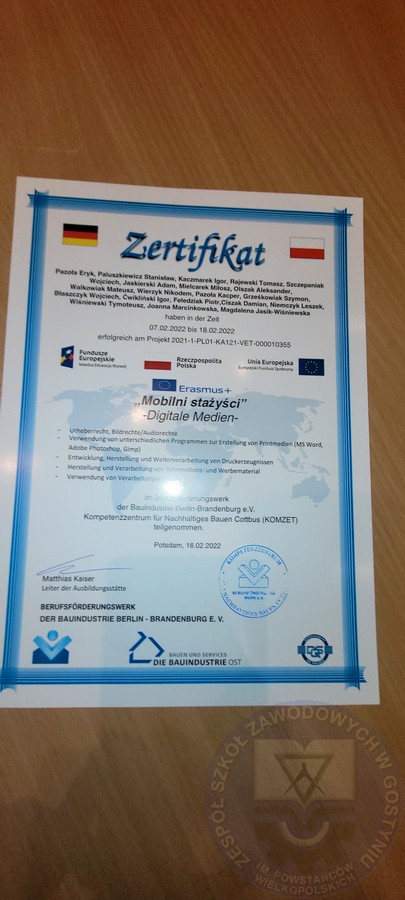 Zertifikat
Pazoła Eryk, Paluszkiewicz Stanisław, Kaczmarek Igor, Rajewski Tomasz, Szczepaniak
Wojciech, Jaskierski Adam, Mielcarek Miłosz, Olszak Aleksander,
Walkowiak Mateusz, Wierzyk Nikodem, Pazoła Kacper, Grześkowiak Szymon,
Błaszczyk Wojciech, Ćwikliński Igor, Feledziak Piotr, Ciszak Damian, Niemczyk Leszek,
Wiśniewski Tymoteusz, Joanna Marcinkowska, Magdalena Jasik-Wiśniewska
haben in der Zeit
07.02.2022 bis 18.02.2022
erfolgreich am Projekt 2021-1-PL01-KA121-VET-000010355
Fundusze
Europejskie
Wiedza Edukacja Rozwój
Rzeczpospolita
Polska
Unia Europejska
Europejski Fundusz Społeczny
Erasmus+
„Mobilni stażyści”
-Digitale Medien-
- Urheberrecht, Bildrechte/Audiorechte
- Verwendung von unterschiedlichen Programmen zur Erstellung von Printmedien (MS Word,
Adobe Photoshop, Gimp)
- Entwicklung, Herstellung und Weiterverarbeitung von Druckerzeugnissen
- Herstellung und Verarbeitung von Informations- und Werbematerial
- Verwendung von
im
der Bauindustrie Berlin-Brandenburg e.V.
Kompetenzzentrum für Nachhaltiges Bauen Cottbus (KOMZET)
teilgenommen.
Potsdam, 18.02.2022
Matthias Kaiser
Leiter der Ausbildungsstätte
KOMPETENZZENTRUM
NACHHALTIGES BAUEN
BERUFSFÖRDERUNGSWERK
DER BAUINDUSTRIE BERLIN - BRANDENBURG E. V.
BAUEN UND SERVICES
DIE BAUINDUSTRIE OST
DQS
ZESPÓŁ SZKÓŁ ZAWODOWYCH W GOSTYNIU
IM. POWSTAŃCÓW
WIELKOPOLSKICH